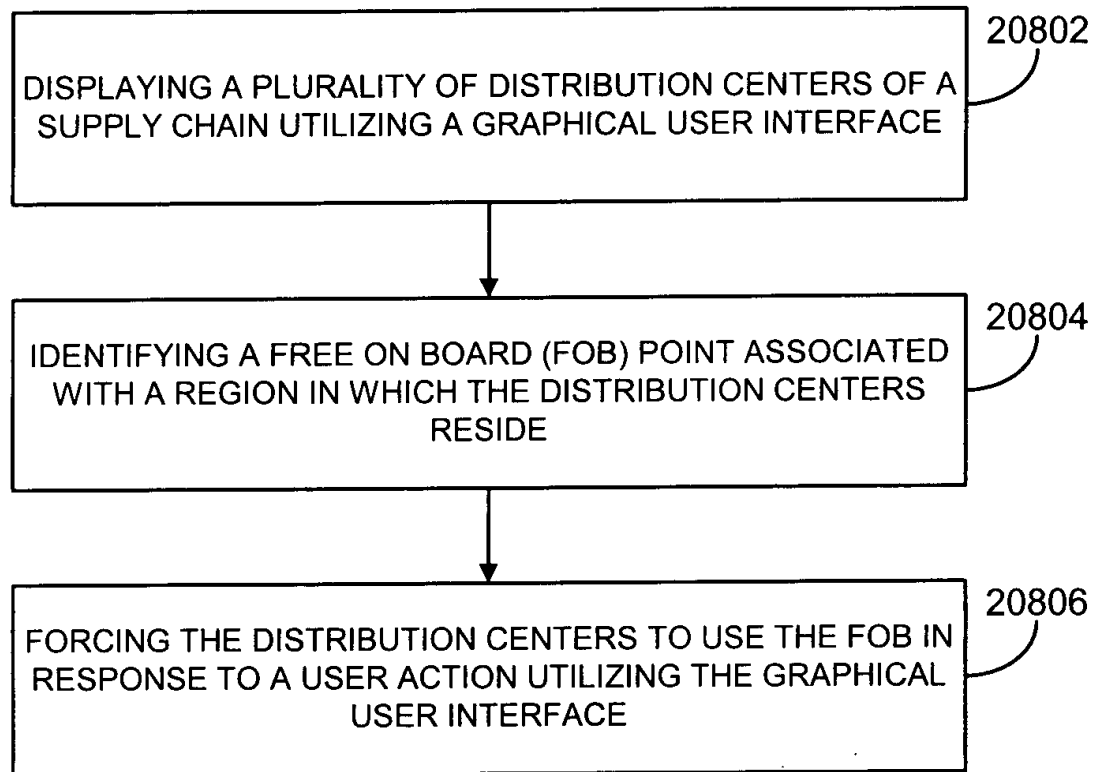 20802
DISPLAYING A PLURALITY OF DISTRIBUTION CENTERS OF A
SUPPLY CHAIN UTILIZING A GRAPHICAL USER INTERFACE
20804
IDENTIFYING A FREE ON BOARD (FOB) POINT ASSOCIATED
WITH A REGION IN WHICH THE DISTRIBUTION CENTERS
RESIDE
20806
FORCING THE DISTRIBUTION CENTERS TO USE THE FOB IN
RESPONSE TO A USER ACTION UTILIZING THE GRAPHICAL
USER INTERFACE